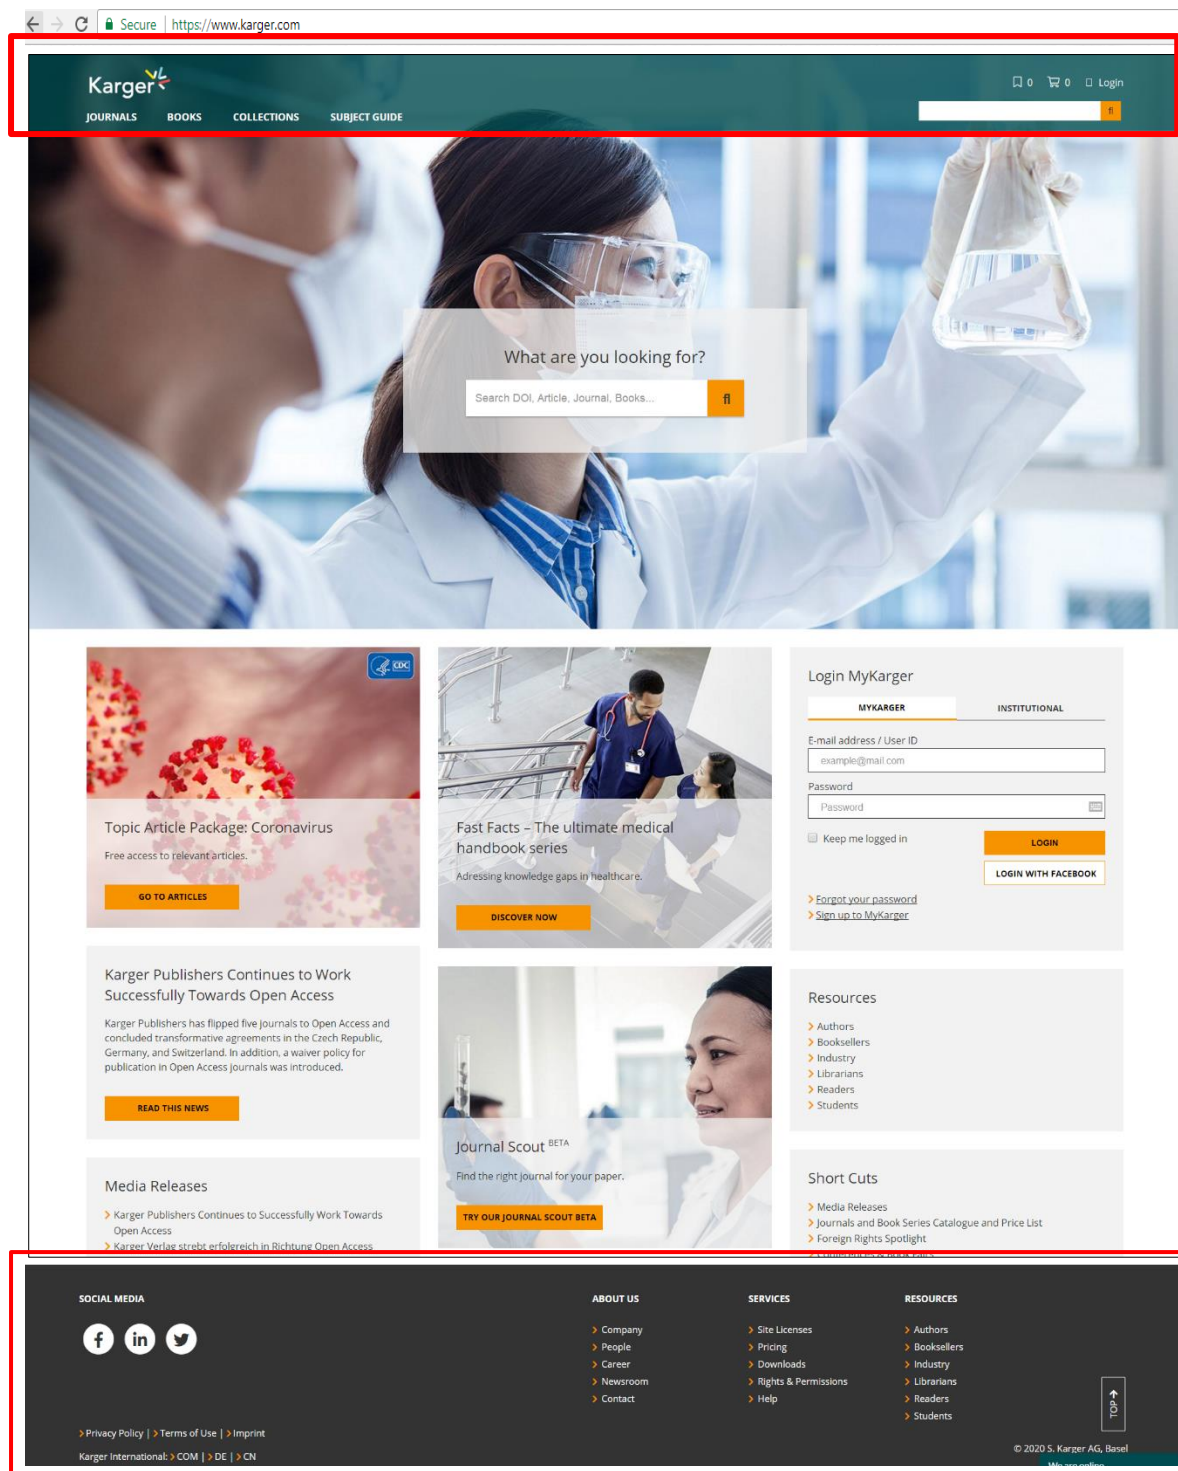 Secure | https://www.karger.com
Karger
0 0 Login
JOURNALS BOOKS COLLECTIONS SUBJECT GUIDE
fl
What are you looking for?
Search DOI, Article, Journal, Books... fl
CDC
Topic Article Package: Coronavirus
Free access to relevant articles.
GO TO ARTICLES
Karger Publishers Continues to Work
Successfully Towards Open Access
Karger Publishers has flipped five journals to Open Access and
concluded transformative agreements in the Czech Republic,
Germany, and Switzerland. In addition, a waiver policy for
publication in Open Access journals was introduced.
READ THIS NEWS
Media Releases
Karger Publishers Continues to Successfully Work Towards
Open Access
Karger Verlag strebt erfolgreich in Richtung Open Access
Fast Facts – The ultimate medical
handbook series
Adressing knowledge gaps in healthcare.
DISCOVER NOW
Journal Scout BETA
Find the right journal for your paper.
TRY OUR JOURNAL SCOUT BETA
Login MyKarger
MYKARGER INSTITUTIONAL
E-mail address / User ID
example@mail.com
Password
Password
Keep me logged in LOGIN
LOGIN WITH FACEBOOK
Forgot your password
Sign up to MyKarger
Resources
Authors
Booksellers
Industry
Librarians
Readers
Students
Short Cuts
Media Releases
Journals and Book Series Catalogue and Price List
Foreign Rights Spotlight
Conferences & Book Fairs
SOCIAL MEDIA
ABOUT US
Company
People
Career
Newsroom
Contact
SERVICES
Site Licenses
Pricing
Downloads
Rights & Permissions
Help
RESOURCES
Authors
Booksellers
Industry
Librarians
Readers
Students
TOP
Privacy Policy | Terms of Use | Imprint
Karger International: COM | DE | CN
© 2020 S. Karger AG, Basel
We are online